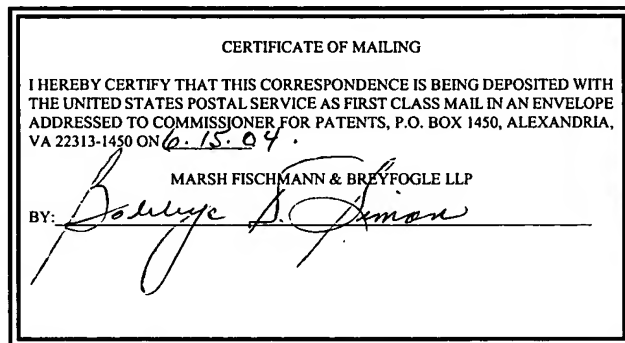 CERTIFICATE OF MAILING
I HEREBY CERTIFY THAT THIS CORRESPONDENCE IS BEING DEPOSITED WITH
THE UNITED STATES POSTAL SERVICE AS FIRST CLASS MAIL IN AN ENVELOPE
ADDRESSED TO COMMISSIONER FOR PATENTS, P.O. BOX 1450, ALEXANDRIA,
VA 22313-1450 ON 6.15.04.
MARSH FISCHMANN & BREYFOGLE LLP
BY: S. Simon